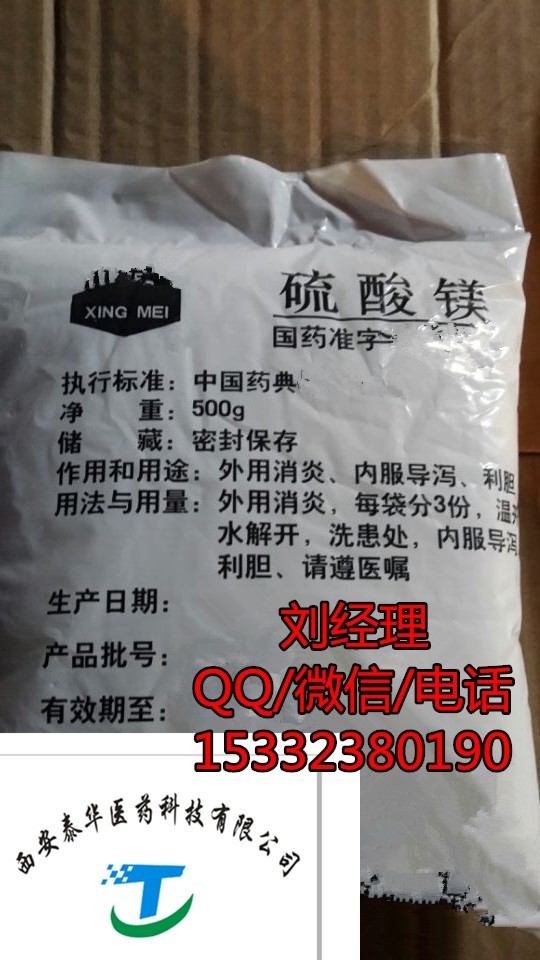 XING MEI
硫酸镁
国药准字
执行标准：中国药典
净 重：500g
储 藏：密封保存
作用和用途：外用消炎、内服导泻、利胆
用法与用量：外用消炎，每袋分3份，温开
水解开，洗患处，内服导泻
利胆、请遵医嘱
生产日期：
产品批号：
有效期至：
刘经理
QQ/微信/电话
15332380190
西安泰华医药科技有限公司